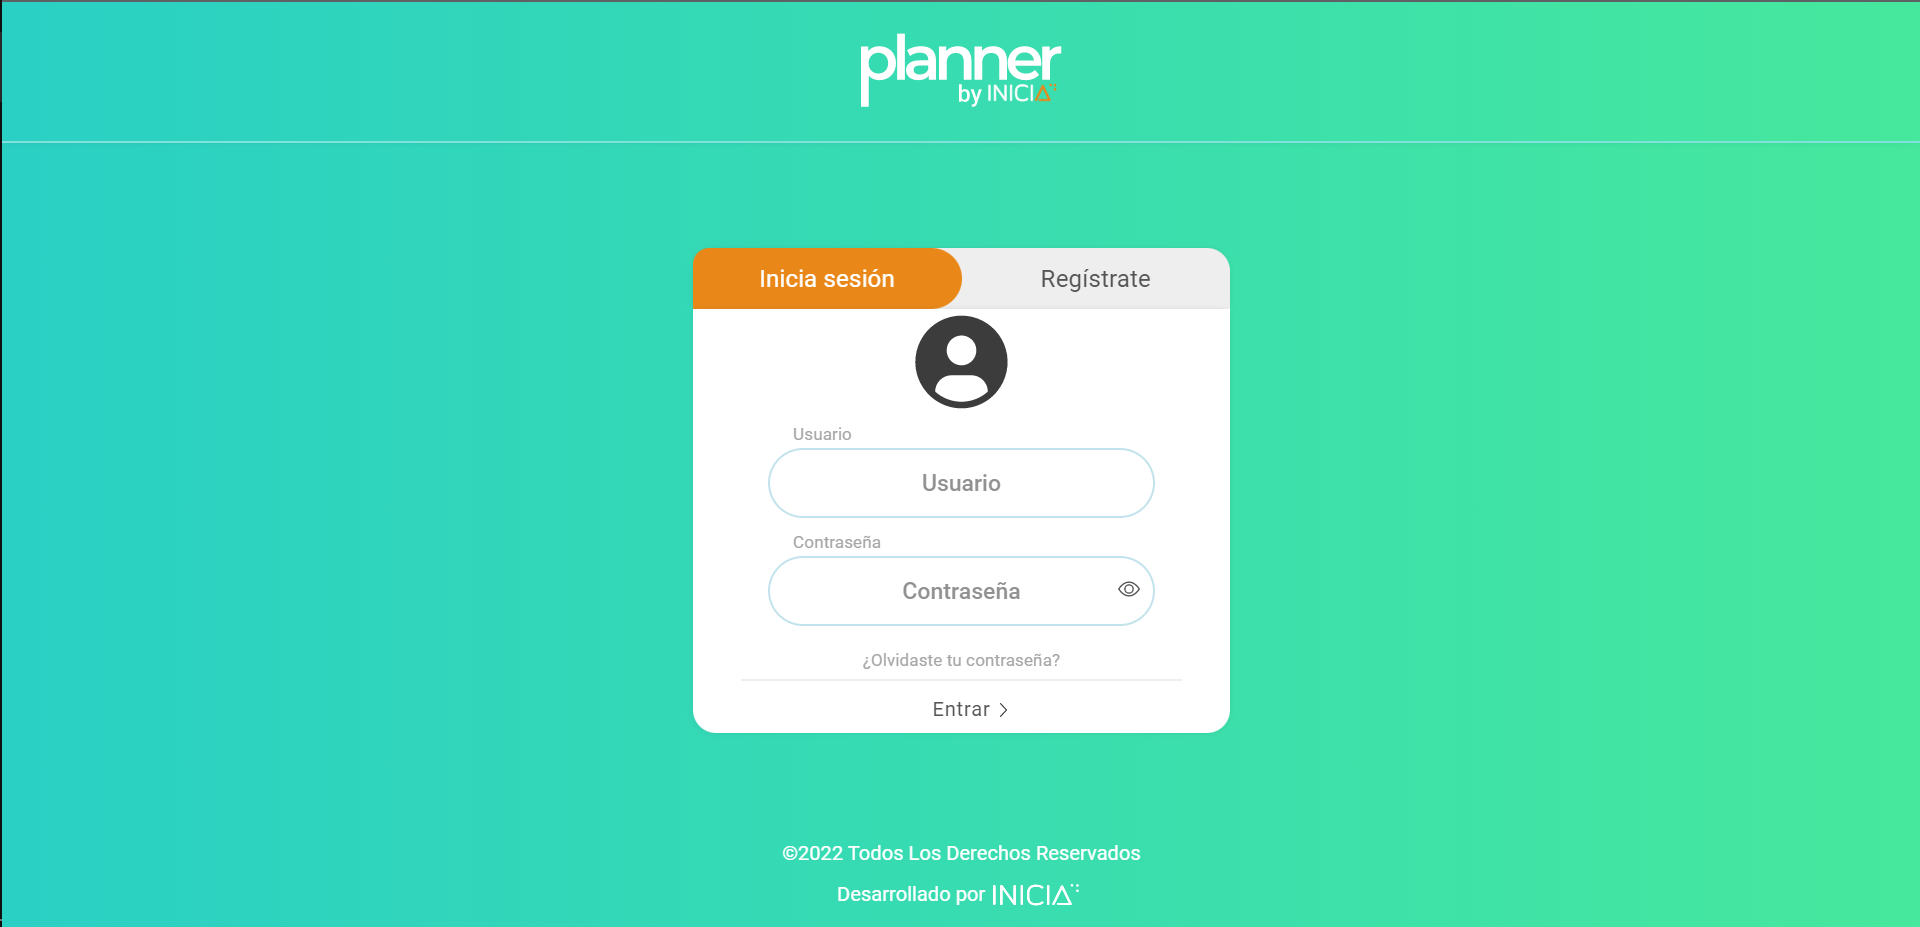 planner
by INICIA
Inicia sesión
Regístrate
Usuario
Usuario
Contraseña
Contraseña
¿Olvidaste tu contraseña?
Entrar
©2022 Todos Los Derechos Reservados
Desarrollado por INICIA